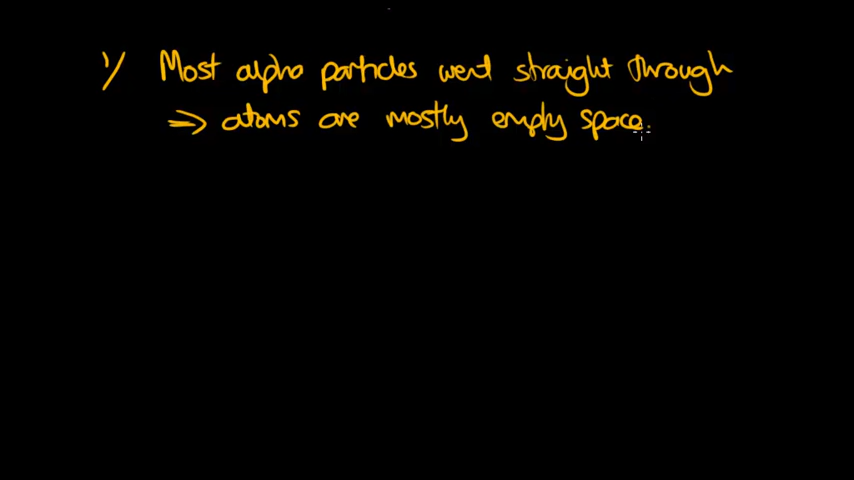 1) Most alpha particles went straight through
⇒ atoms are mostly empty space.